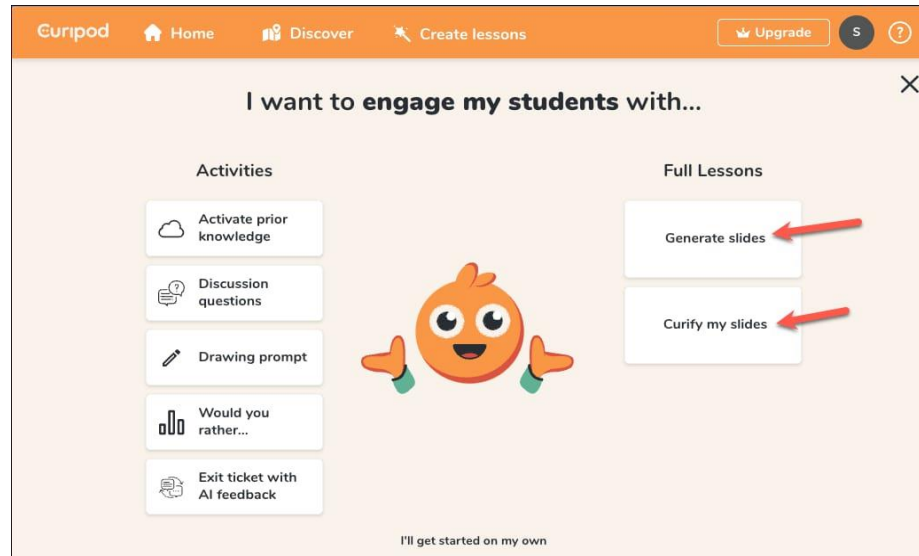 Curipod
Home
Discover
Create lessons
Upgrade
S
?
I want to engage my students with...
Activities
Activate prior
knowledge
Discussion
questions
Drawing prompt
Would you
rather...
Exit ticket with
AI feedback
Full Lessons
Generate slides
Curify my slides
I'll get started on my own